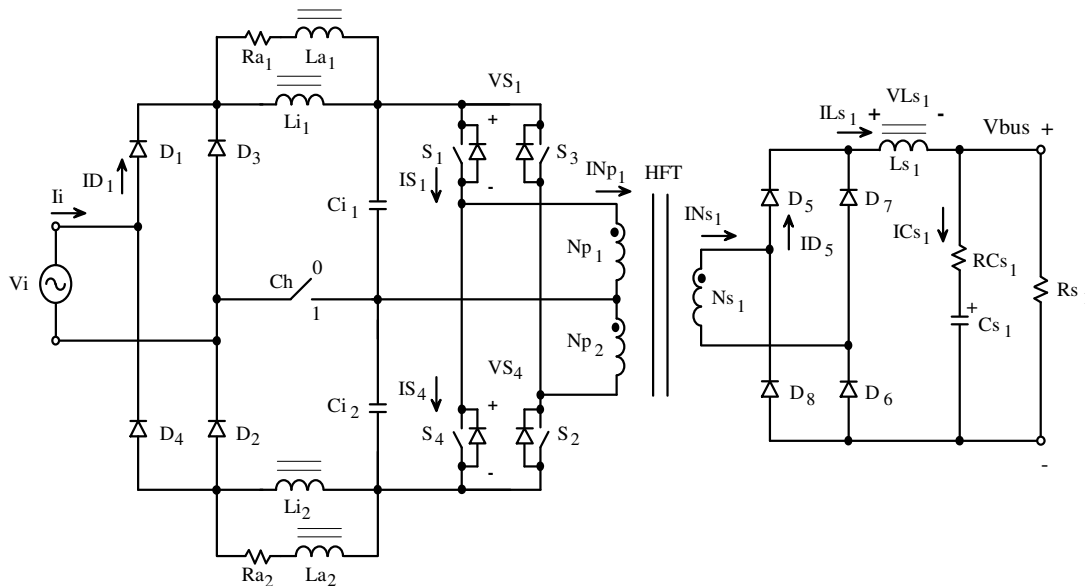 Ra1 La1
Li1
VS1
ILs1 + VLs1 -
Vbus +
Ls1
D1 D3
ID1
Ii
Vi
Ci1
+
S1 S3
IS1
-
INp1 HFT
Np1
INs1
D5 D7
ID5
ICs1
RCs1
Rs
+
Cs1
Ns1
Ch 0
1
Np2
VS4
IS4
+
Ci2
S4 S2
-
D4 D2
D8 D6
-
Li2
Ra2 La2